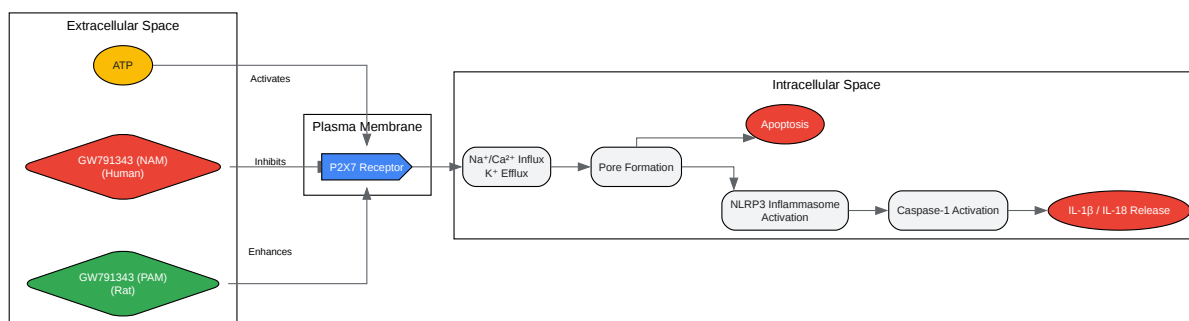 Extracellular Space
ATP
Activates
GW791343 (NAM)
(Human)
Inhibits
GW791343 (PAM)
(Rat)
Enhances
Plasma Membrane
P2X7 Receptor
Intracellular Space
Na⁺/Ca²⁺ Influx
K⁺ Efflux
Pore Formation
Apoptosis
NLRP3 Inflammasome
Activation
Caspase-1 Activation
IL-1β / IL-18 Release